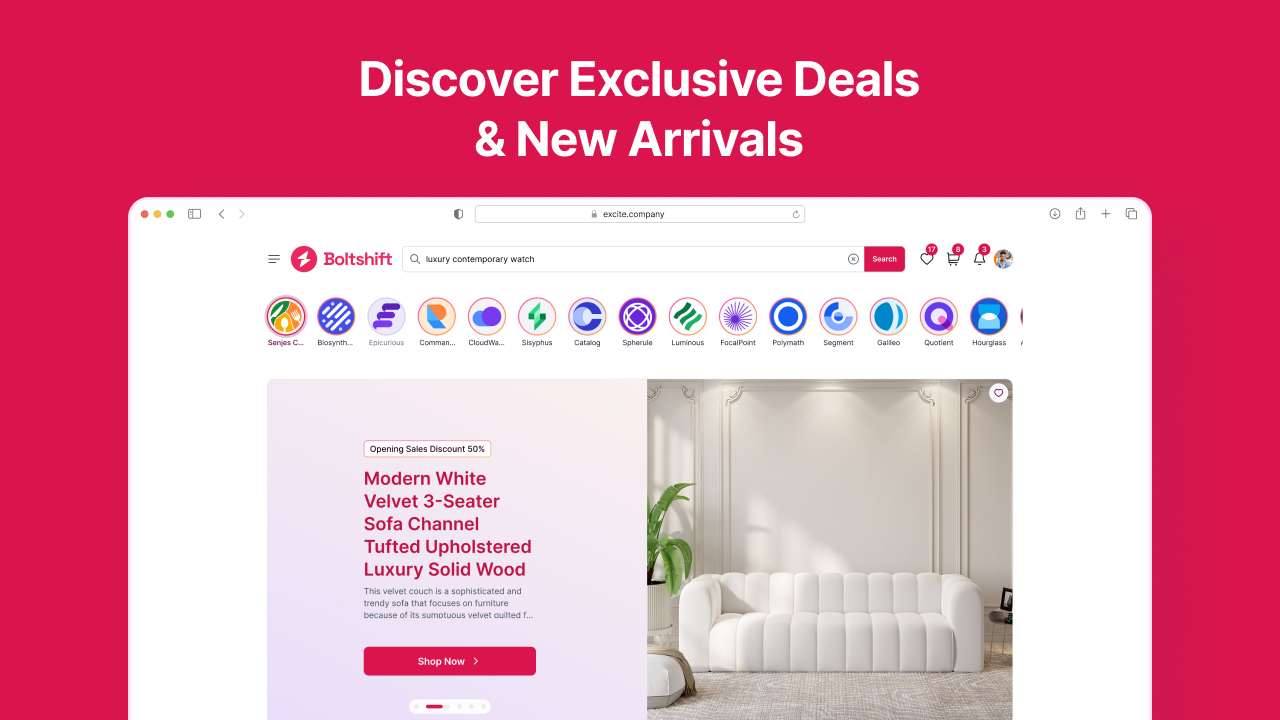 Discover Exclusive Deals
& New Arrivals
excite.company
Boltshift
luxury contemporary watch
Search
17
8
3
Senjes C...
Biosynth...
Epicurious
Comman...
CloudWa...
Sisyphus
Catalog
Spherule
Luminous
FocalPoint
Polymath
Segment
Galileo
Quotient
Hourglass
Opening Sales Discount 50%
Modern White
Velvet 3-Seater
Sofa Channel
Tufted Upholstered
Luxury Solid Wood
This velvet couch is a sophisticated and
trendy sofa that focuses on furniture
because of its sumptuous velvet quilted f...
Shop Now